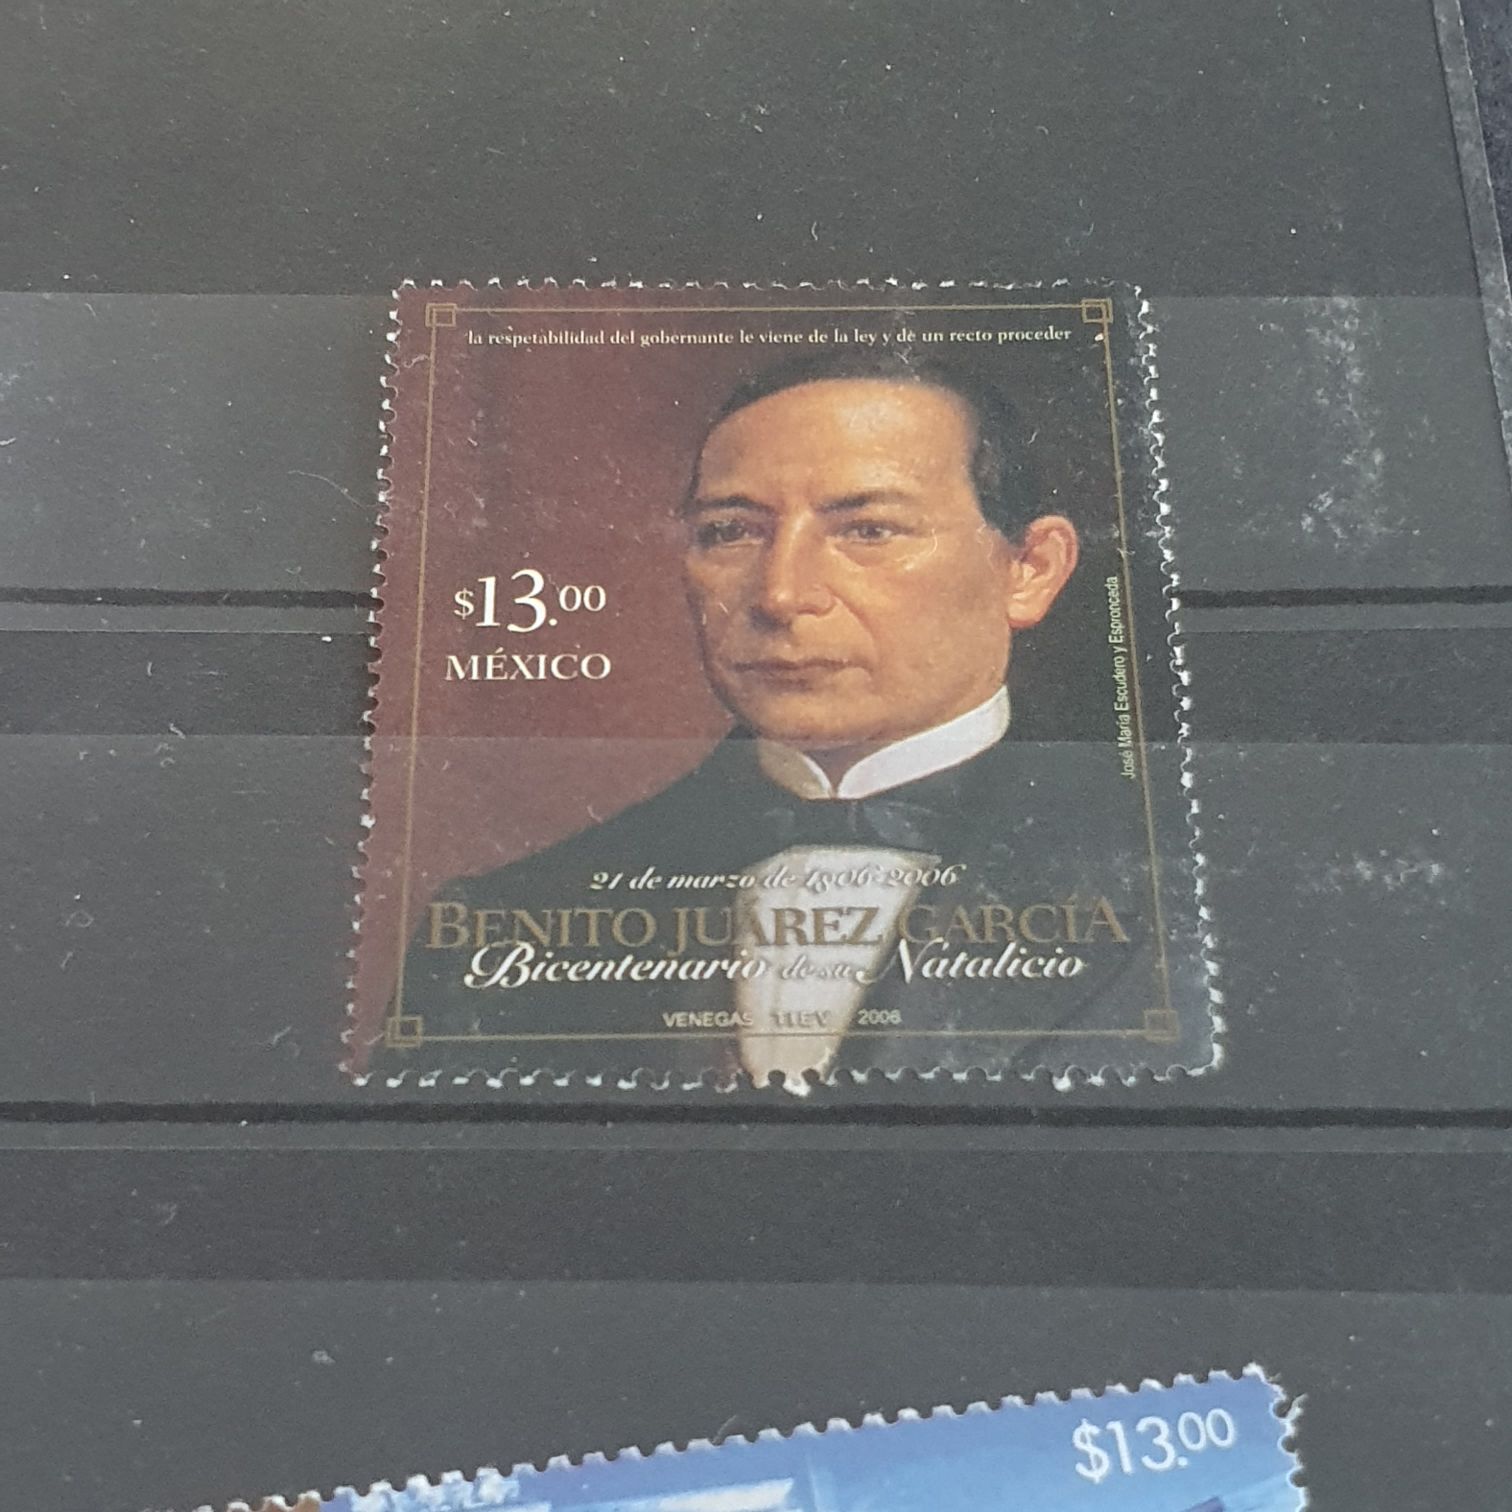 la respetabilidad del gobernante le viene de la ley y de un recto proceder
$13.00
MÉXICO
José María Escudero y Espronceda
21 de marzo de 1806-2006
BENITO JUÁREZ GARCÍA
Bicentenario de su Natalicio
VENEGAS TIEV 2006
$13.00